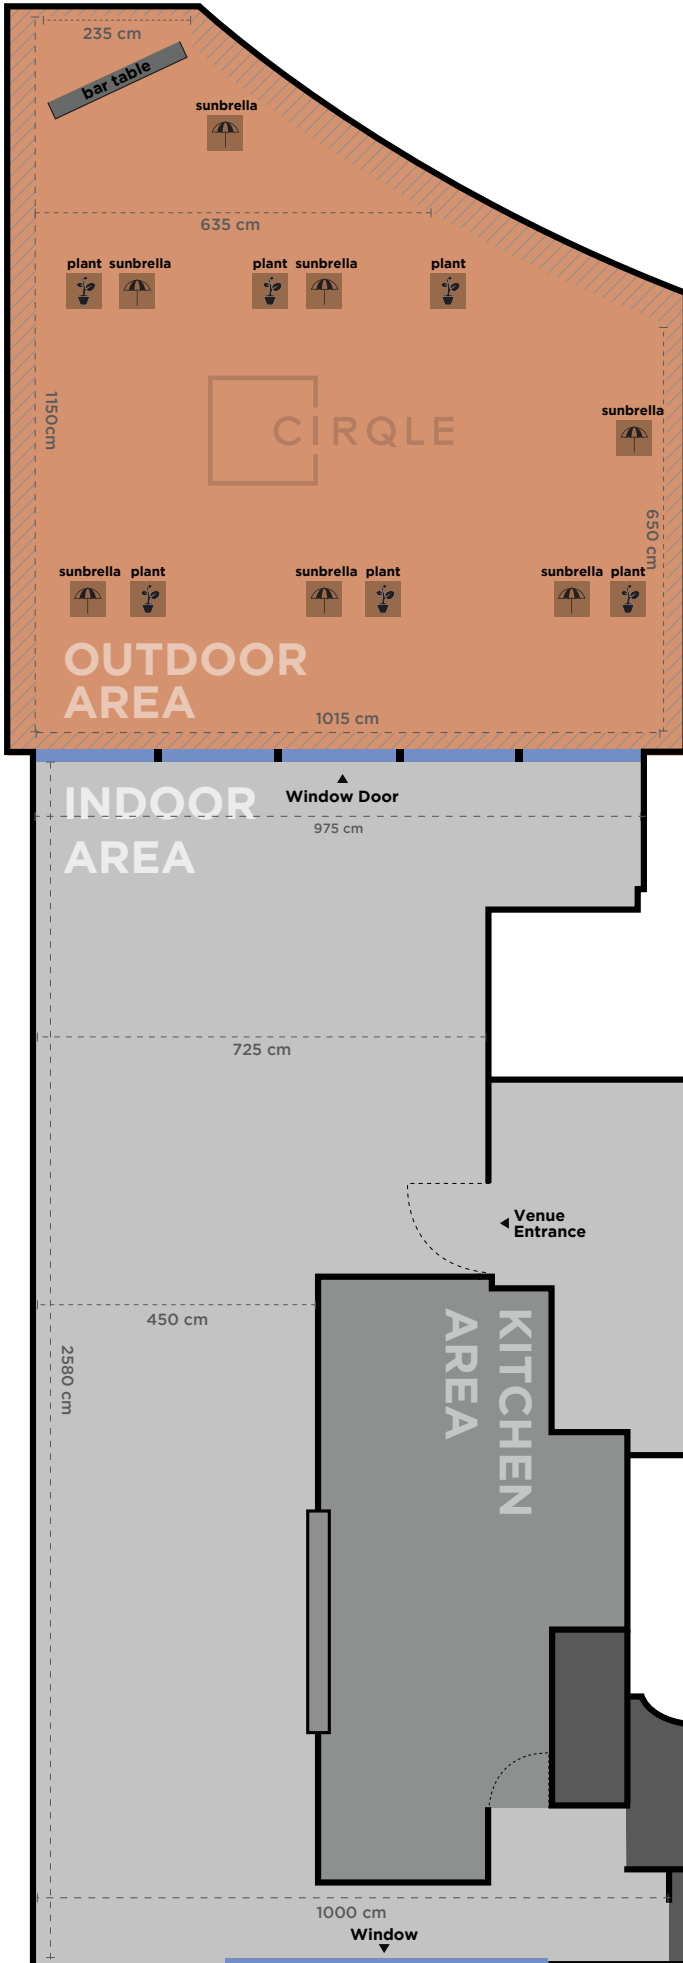 235 cm
bar table
sunbrella
635 cm
plant sunbrella plant sunbrella plant
1150cm
CIRQLE
sunbrella
650 cm
sunbrella plant sunbrella plant sunbrella plant
OUTDOOR
AREA
1015 cm
INDOOR
AREA
Window Door
975 cm
725 cm
Venue
Entrance
450 cm
KITCHEN
AREA
2580 cm
1000 cm
Window